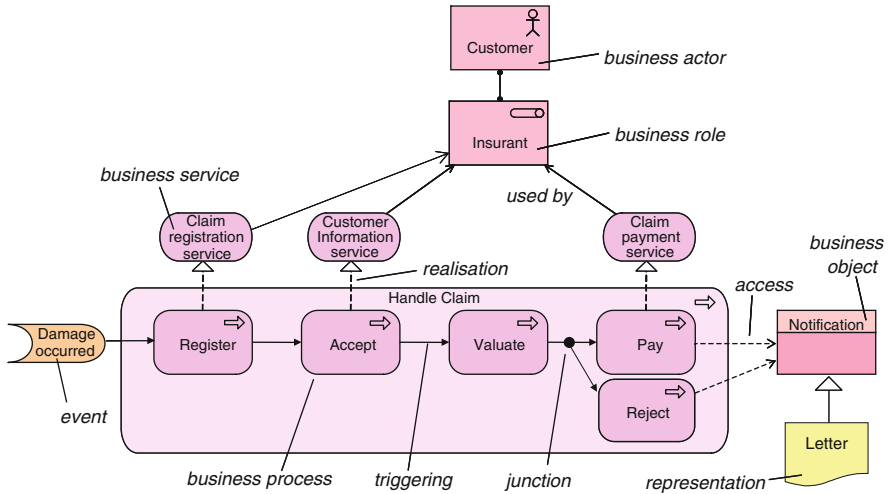 Customer
business actor
Insurant
business role
business service
used by
Claim
registration
service
Customer
Information
service
Claim
payment
service
business
object
realisation
access
Handle Claim
Damage
occurred
Register
Accept
Valuate
Pay
Notification
Reject
event
Letter
business process
triggering
junction
representation